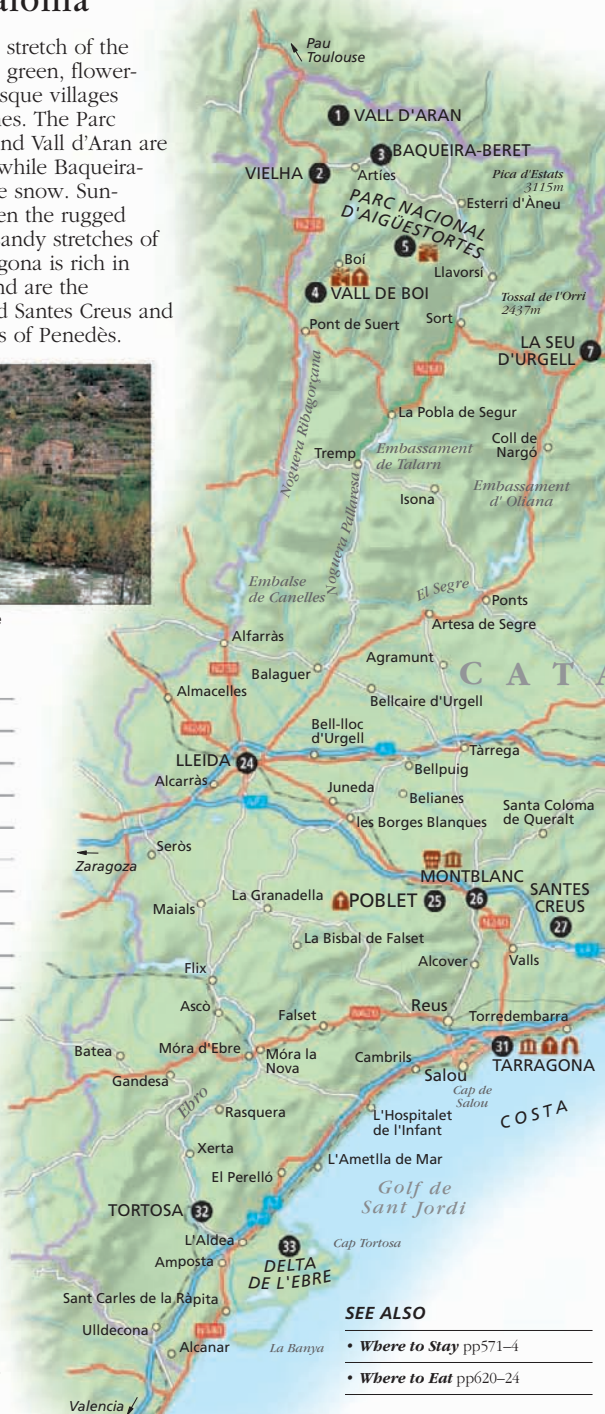 stretch of the
green, flower-
esque villages
nes. The Parc
nd Vall d'Aran are
while Baqueira-
e snow. Sun-
en the rugged
andy stretches of
gona is rich in
nd are the
d Santes Creus and
s of Penedès.
Pau
Toulouse
1 VALL D'ARAN
3 BAQUEIRA-BERET
VIELHA 2
Arties
Pica d'Estats
3115m
Esterri d'Àneu
PARC NACIONAL
D'AIGÜESTORTES
5
N230
Boí
Llavorsí
4 VALL DE BOI
Tossal de l'Orri
2437m
Pont de Suert
Sort
LA SEU
D'URGELL 7
N260
Noguera Ribagorçana
La Pobla de Segur
Coll de
Nargó
Tremp
Embassament
de Talarn
Isona
Embassament
d'Oliana
Noguera Pallaresa
Embalse
de Canelles
El Segre
Ponts
Artesa de Segre
Alfarràs
Agramunt
CATA
N230
Balaguer
Almacelles
Bellcaire d'Urgell
N240
Bell-lloc
d'Urgell
LLEIDA 24
Tàrrega
Bellpuig
Alcarràs
Juneda
Belianes
Santa Coloma
de Queralt
les Borges Blanques
Zaragoza
Seròs
MONTBLANC
26
SANTES
CREUS
27
La Granadella
POBLET 25
Maials
N240
La Bisbal de Falset
Alcover
Valls
Flix
Ascò
Falset
N420
Reus
Torredembarra
Batea
Móra d'Ebre
Móra la
Nova
Cambrils
31
TARRAGONA
Gandesa
Salou
Cap de
Salou
Ebro
Rasquera
L'Hospitalet
de l'Infant
COSTA
Xerta
L'Ametlla de Mar
El Perelló
Golf de
Sant Jordi
TORTOSA 32
L'Aldea
33
DELTA
DE L'EBRE
Cap Tortosa
Amposta
Sant Carles de la Ràpita
Ulldecona
N340
Alcanar
La Banya
Valencia
SEE ALSO
• Where to Stay pp571–4
• Where to Eat pp620–24